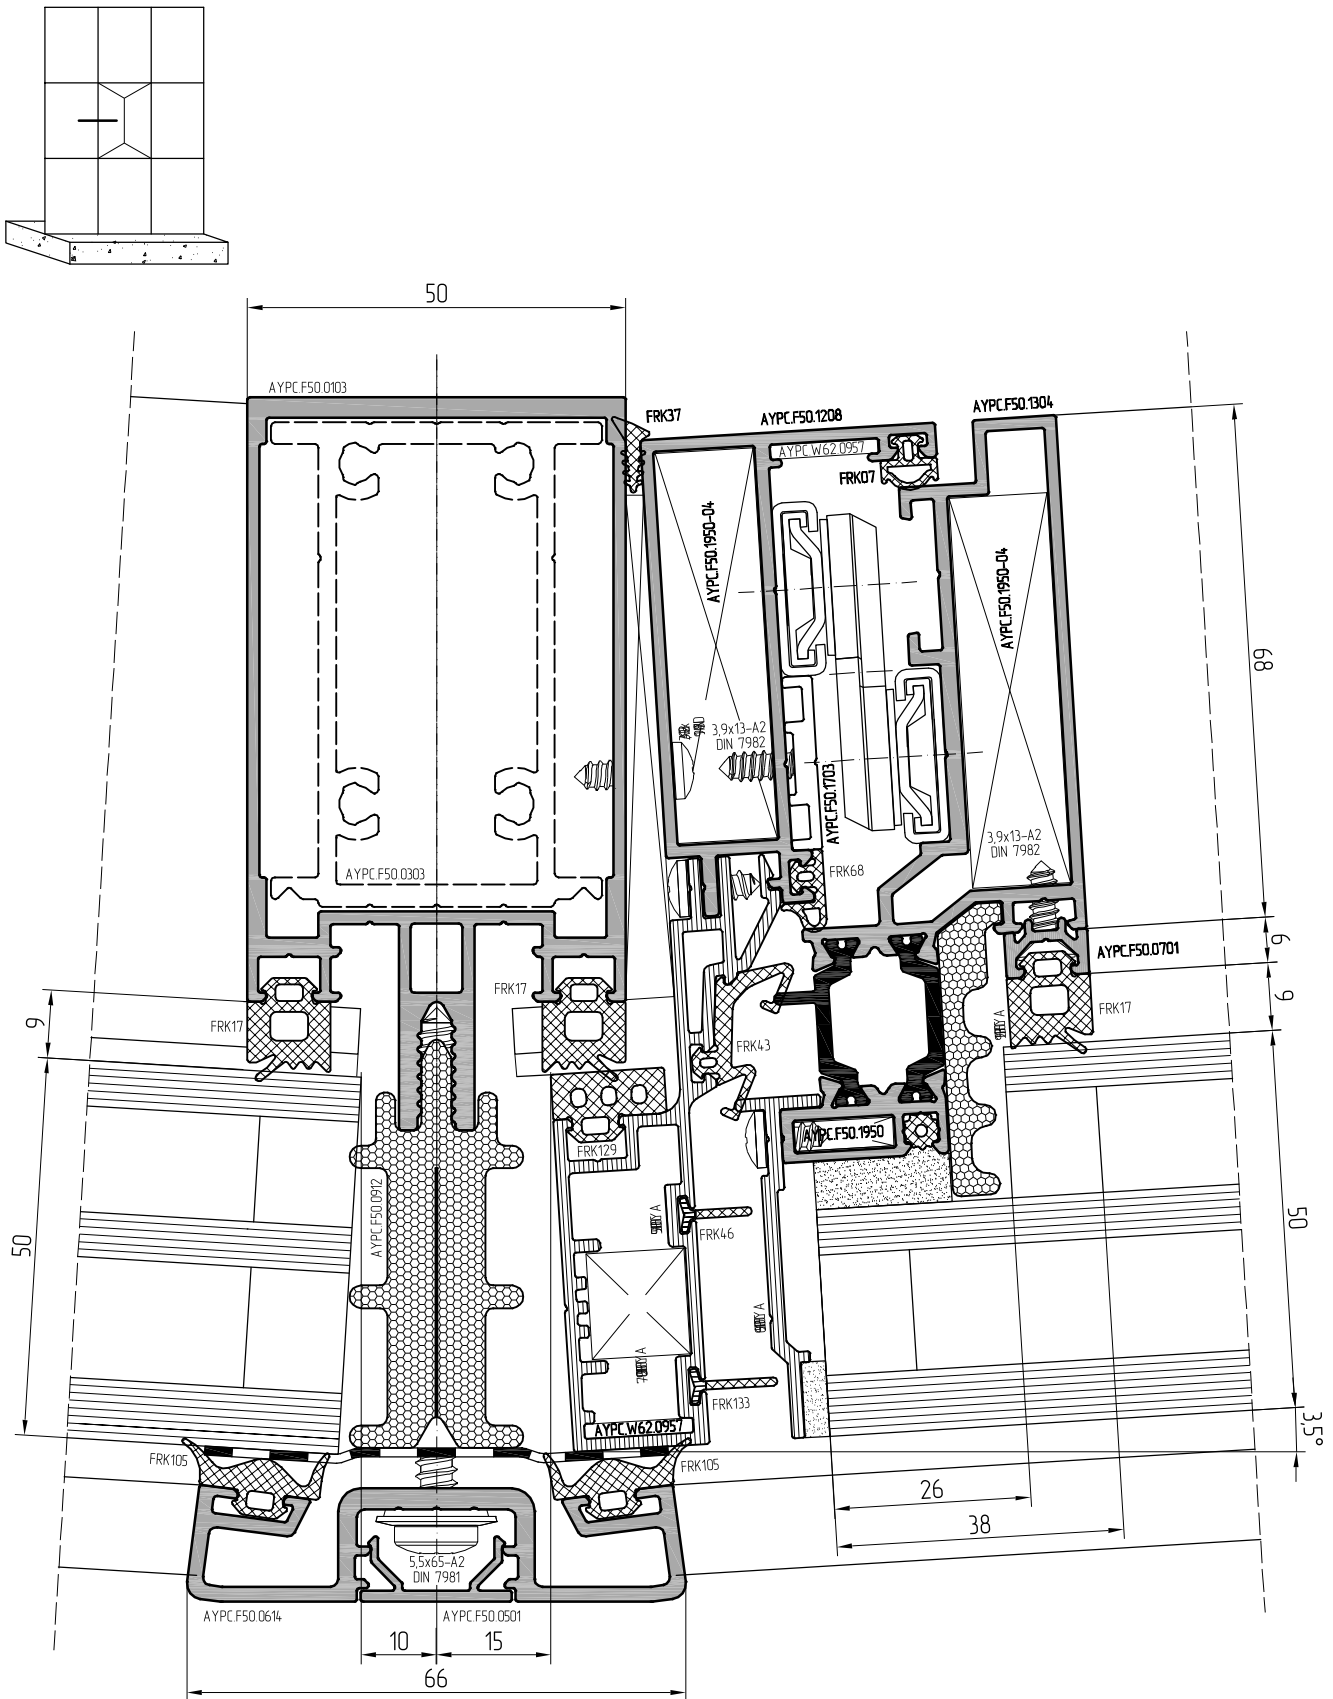 50
AYPC.F50.0103
FRK37
AYPC.F50.1208
AYPC.F50.1304
AYPC.W62.0957
FRK07
AYPC.F50.1950-04
AYPC.F50.1950-04
68
3,9x13-A2
DIN 7982
AYPC.F50.1703
3,9x13-A2
DIN 7982
AYPC.F50.0303
FRK68
6
AYPC.F50.0701
FRK17
FRK17
FRK17
9
9
FRK43
AYPC.F50.1950
FRK129
AYPC.F50.0912
FRK46
50
50
FRK133
AYPC.W62.0957
3,5°
FRK105
FRK105
26
38
5,5x65-A2
DIN 7981
AYPC.F50.0614
AYPC.F50.0501
10
15
66